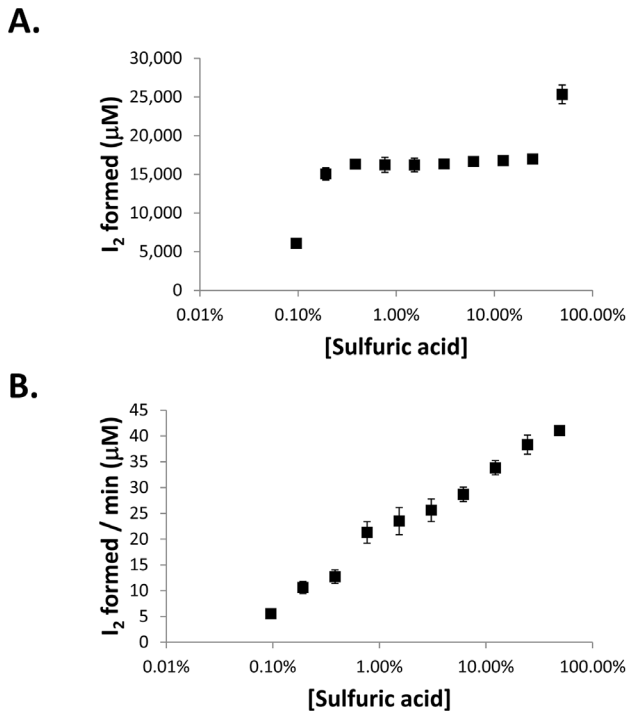 A.
I₂ formed (µM)
30,000
25,000
20,000
15,000
10,000
5,000
0
0.01% 0.10% 1.00% 10.00% 100.00%
[Sulfuric acid]
B.
I₂ formed / min (µM)
45
40
35
30
25
20
15
10
5
0
0.01% 0.10% 1.00% 10.00% 100.00%
[Sulfuric acid]